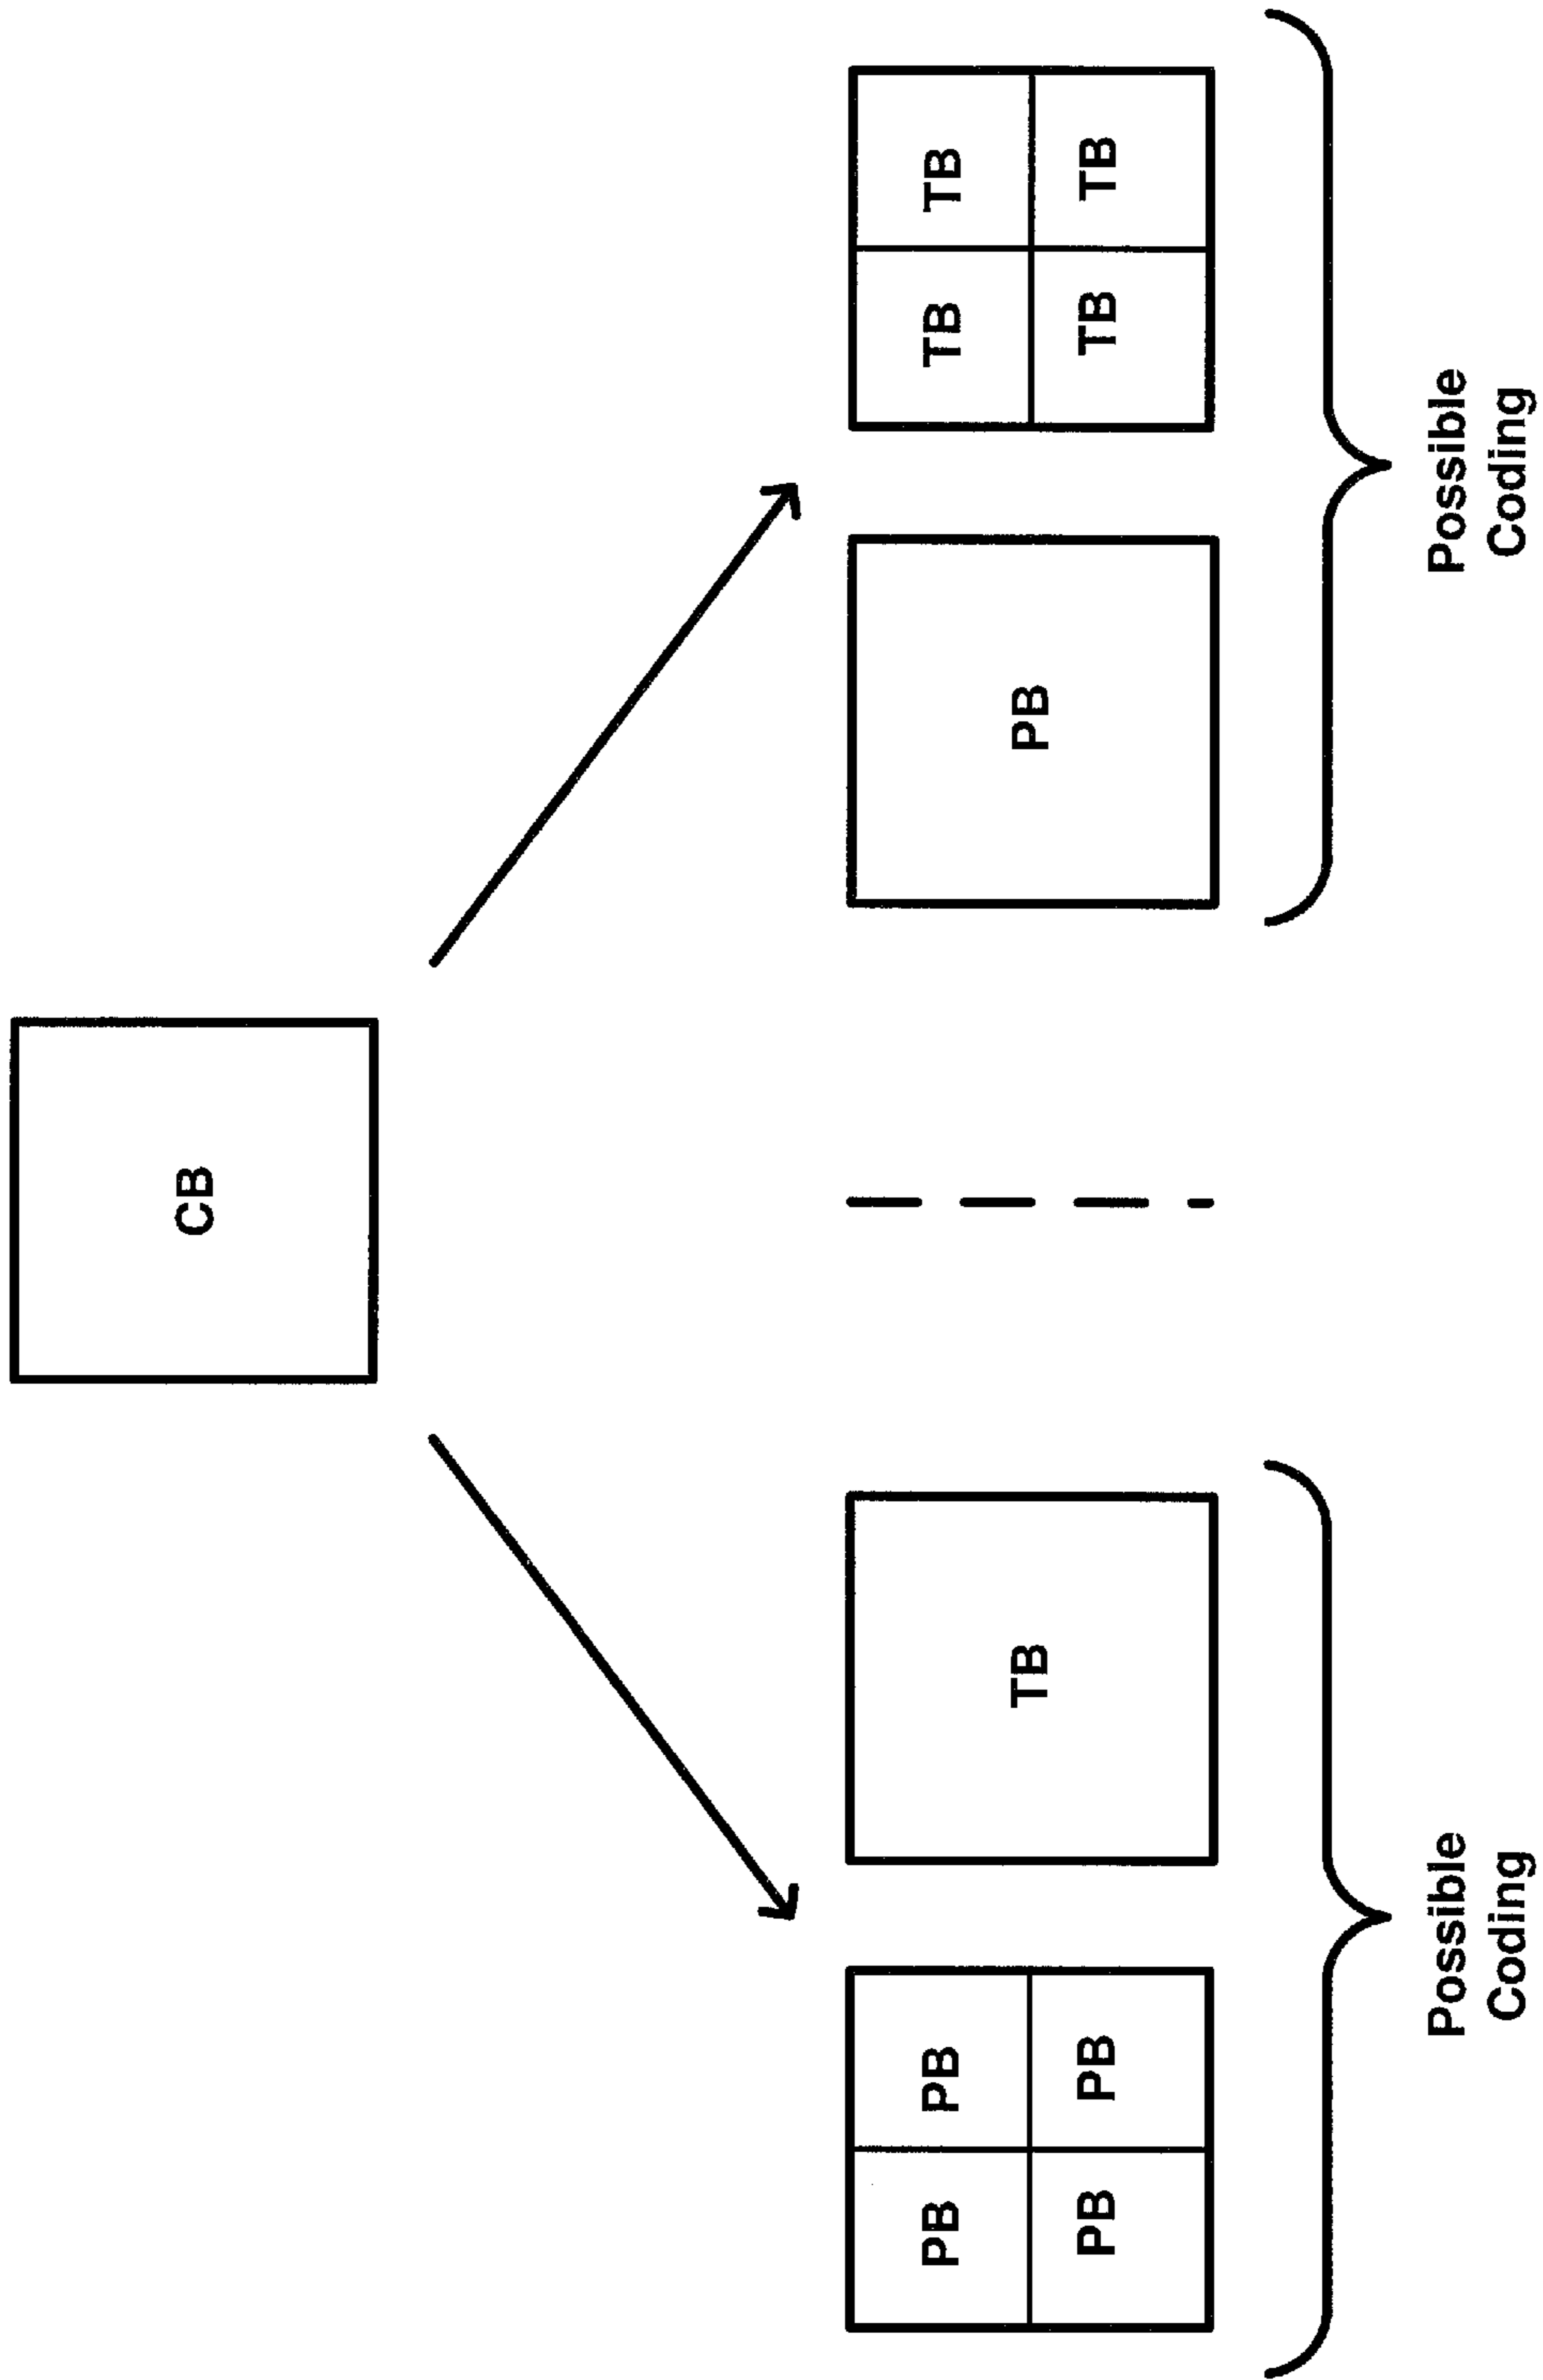 CB
PB PB
PB PB
TB
PB
TB TB
TB TB
Possible
Coding
Possible
Coding